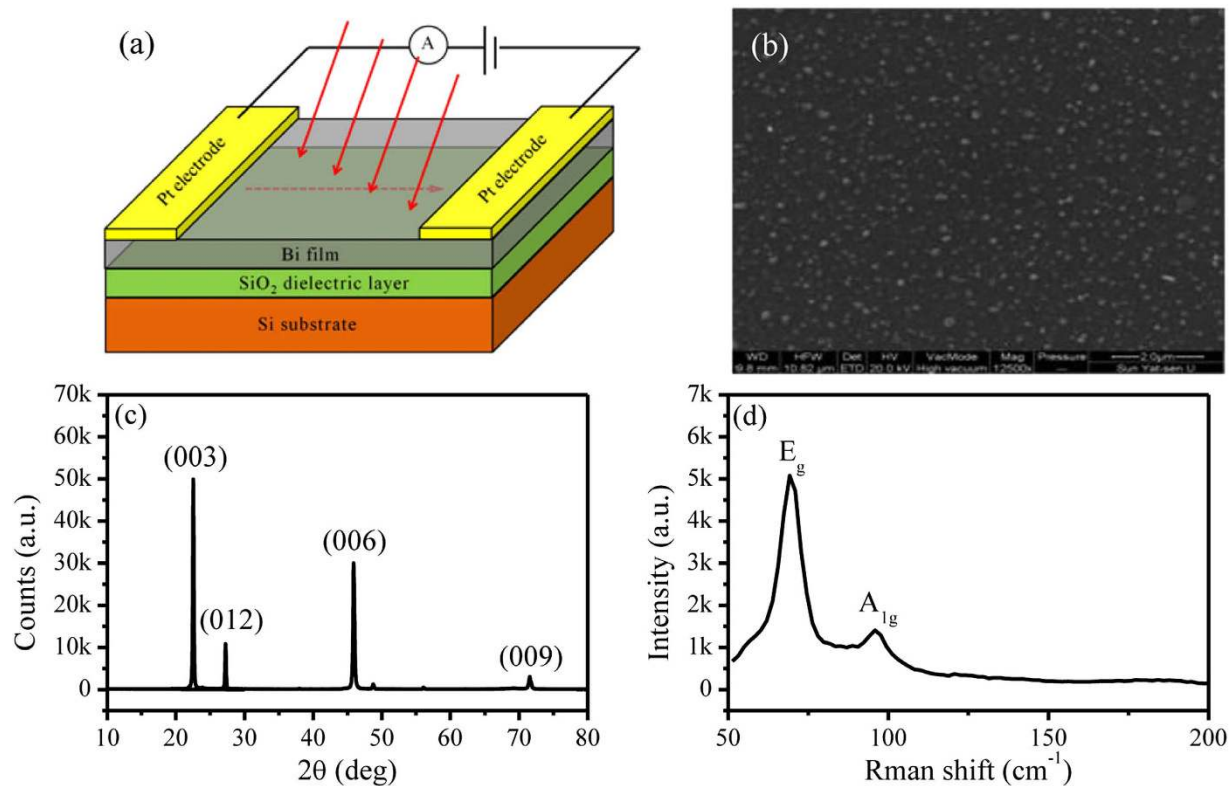 (a)
A
Pt electrode
Pt electrode
Bi film
SiO₂ dielectric layer
Si substrate
(b)
WD HFW Det HV VacMode Mag Pressure 2.0μm
9.8 mm 10.82 μm ETD 20.0 kV High vacuum 12500x — Sun Yat-sen U
(c)
70k
60k
50k
40k
30k
20k
10k
0
Counts (a.u.)
(003)
(012)
(006)
(009)
10 20 30 40 50 60 70 80
2θ (deg)
(d)
7k
6k
5k
4k
3k
2k
1k
0
Intensity (a.u.)
E_g
A_1g
50 100 150 200
Rman shift (cm⁻¹)